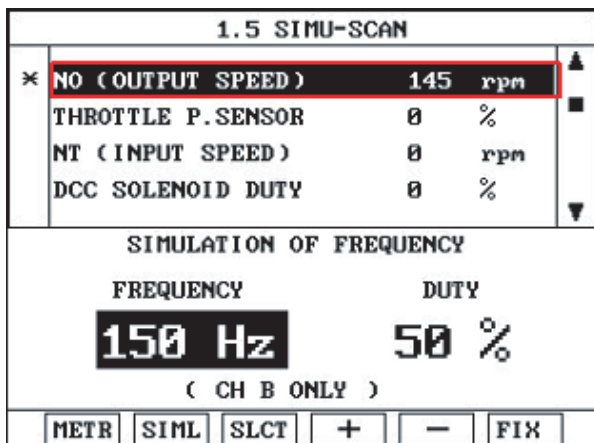 1.5 SIMU-SCAN
* NO (OUTPUT SPEED) 145 rpm
THROTTLE P.SENSOR 0 %
NT (INPUT SPEED) 0 rpm
DCC SOLENOID DUTY 0 %
SIMULATION OF FREQUENCY
FREQUENCY DUTY
150 Hz 50 %
( CH B ONLY )
METR SIML SLCT + − FIX